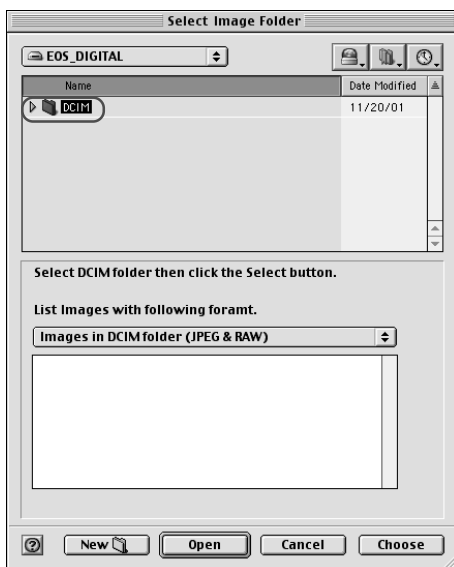 Select Image Folder
EOS_DIGITAL
Name Date Modified
DCIM 11/20/01
Select DCIM folder then click the Select button.
List Images with following foramt.
Images in DCIM folder (JPEG & RAW)
? New Open Cancel Choose